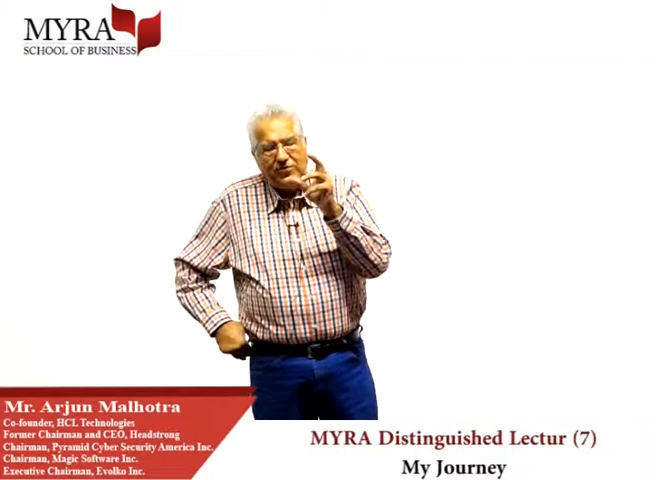 MYRA
SCHOOL OF BUSINESS
Mr. Arjun Malhotra
Co-founder, HCL Technologies
Former Chairman and CEO, Headstrong
Chairman, Pyramid Cyber Security America Inc.
Chairman, Magic Software Inc.
Executive Chairman, Evolko Inc.
MYRA Distinguished Lectur (7)
My Journey